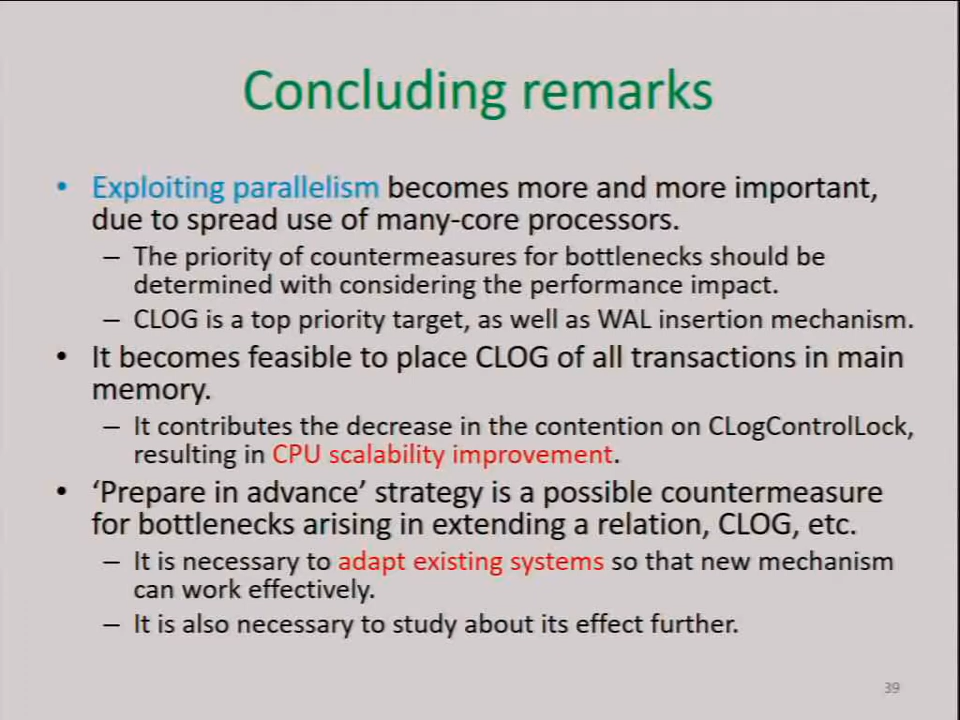 Concluding remarks
• Exploiting parallelism becomes more and more important,
due to spread use of many-core processors.
– The priority of countermeasures for bottlenecks should be
determined with considering the performance impact.
– CLOG is a top priority target, as well as WAL insertion mechanism.
• It becomes feasible to place CLOG of all transactions in main
memory.
– It contributes the decrease in the contention on CLogControlLock,
resulting in CPU scalability improvement.
• ‘Prepare in advance’ strategy is a possible countermeasure
for bottlenecks arising in extending a relation, CLOG, etc.
– It is necessary to adapt existing systems so that new mechanism
can work effectively.
– It is also necessary to study about its effect further.
39